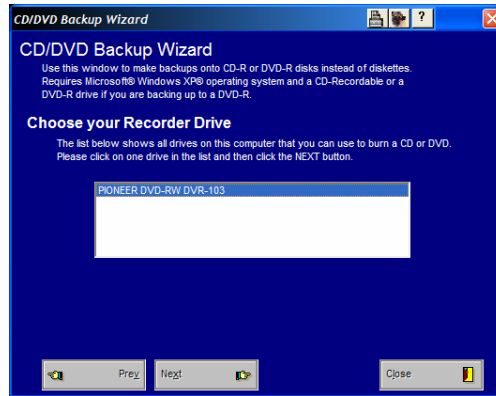 CD/DVD Backup Wizard
?
CD/DVD Backup Wizard
Use this window to make backups onto CD-R or DVD-R disks instead of diskettes.
Requires Microsoft® Windows XP® operating system and a CD-Recordable or a
DVD-R drive if you are backing up to a DVD-R.
Choose your Recorder Drive
The list below shows all drives on this computer that you can use to burn a CD or DVD.
Please click on one drive in the list and then click the NEXT button.
PIONEER DVD-RW DVR-103
Prev Next Close